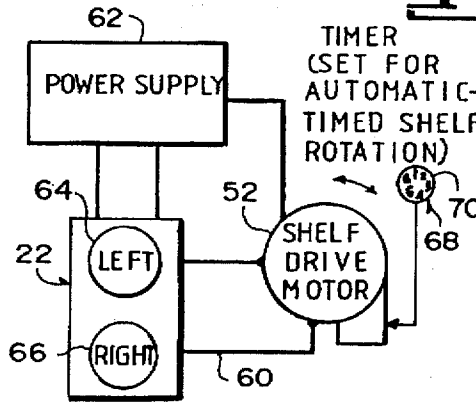 62
TIMER
(SET FOR
AUTOMATIC-
TIMED SHELF
ROTATION)
POWER SUPPLY
64
52
70
68
22
LEFT
SHELF
DRIVE
MOTOR
66
RIGHT
60